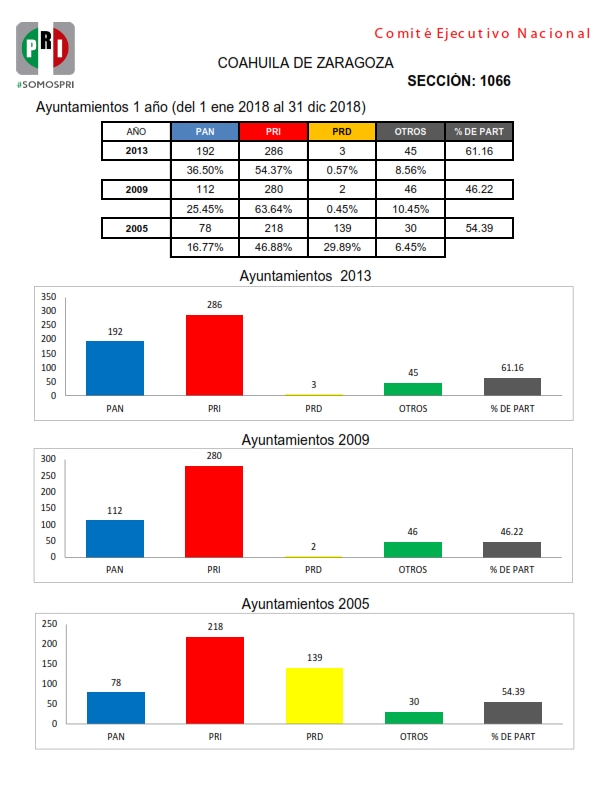 Comité Ejecutivo Nacional
PRI
#SOMOSPRI
COAHUILA DE ZARAGOZA
SECCIÓN: 1066
Ayuntamientos 1 año (del 1 ene 2018 al 31 dic 2018)
AÑO PAN PRI PRD OTROS % DE PART
2013 192 286 3 45 61.16
36.50% 54.37% 0.57% 8.56%
2009 112 280 2 46 46.22
25.45% 63.64% 0.45% 10.45%
2005 78 218 139 30 54.39
16.77% 46.88% 29.89% 6.45%
Ayuntamientos 2013
350
300
250
200
150
100
50
0
192 286 3 45 61.16
PAN PRI PRD OTROS % DE PART
Ayuntamientos 2009
300
250
200
150
100
50
0
112 280 2 46 46.22
PAN PRI PRD OTROS % DE PART
Ayuntamientos 2005
250
200
150
100
50
0
78 218 139 30 54.39
PAN PRI PRD OTROS % DE PART